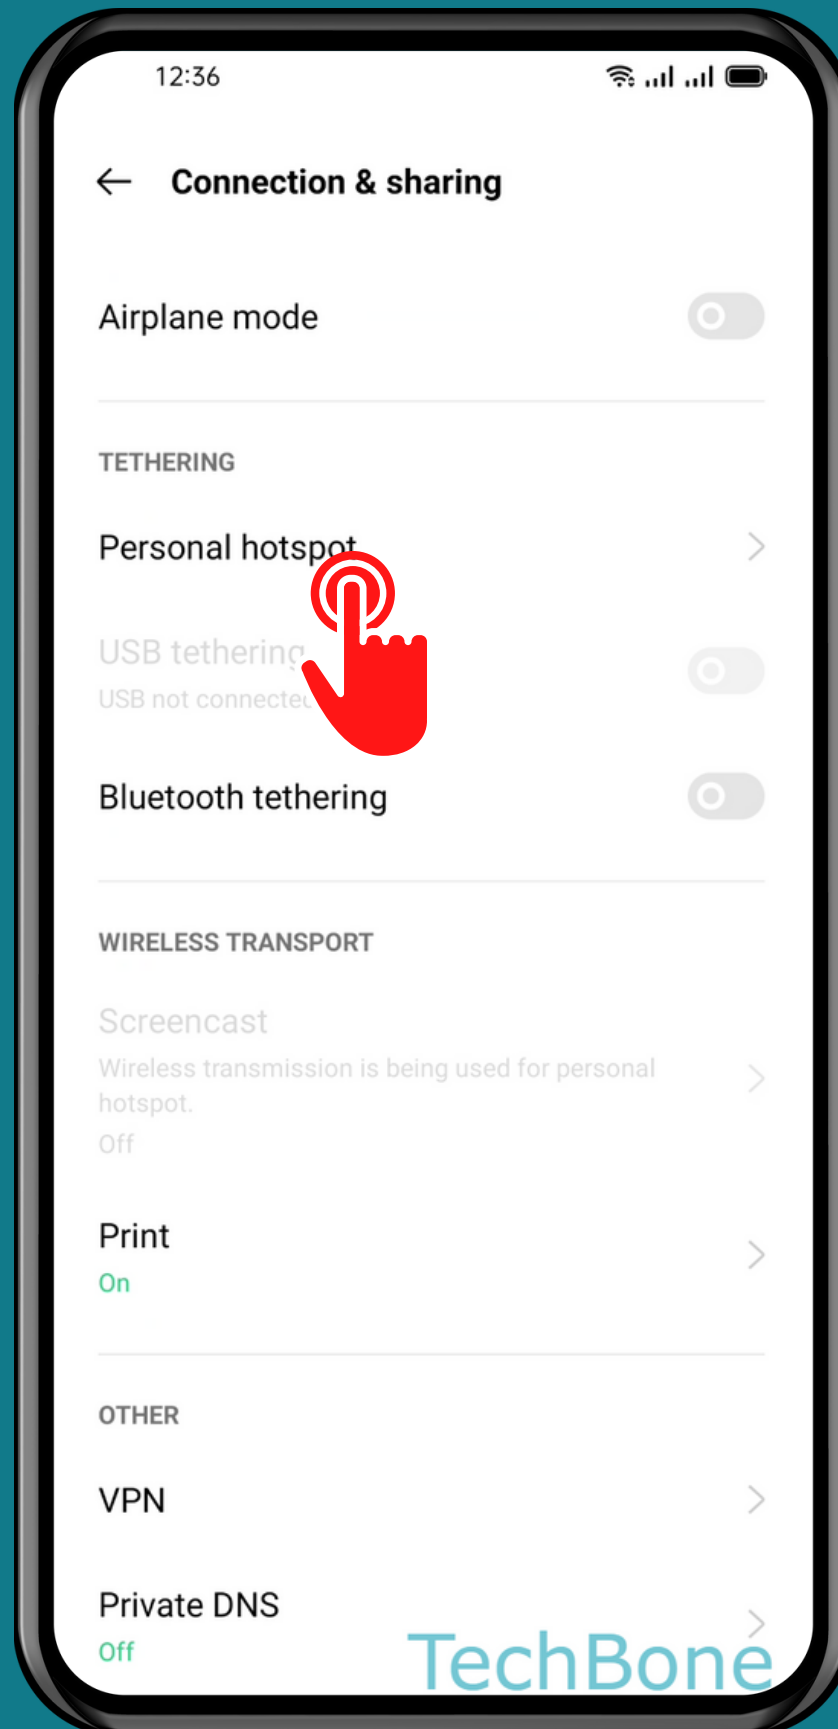 12:36
Connection & sharing
Airplane mode
TETHERING
Personal hotspot
USB tethering
USB not connected
Bluetooth tethering
WIRELESS TRANSPORT
Screencast
Wireless transmission is being used for personal
hotspot.
Off
Print
On
OTHER
VPN
Private DNS
Off
TechBone